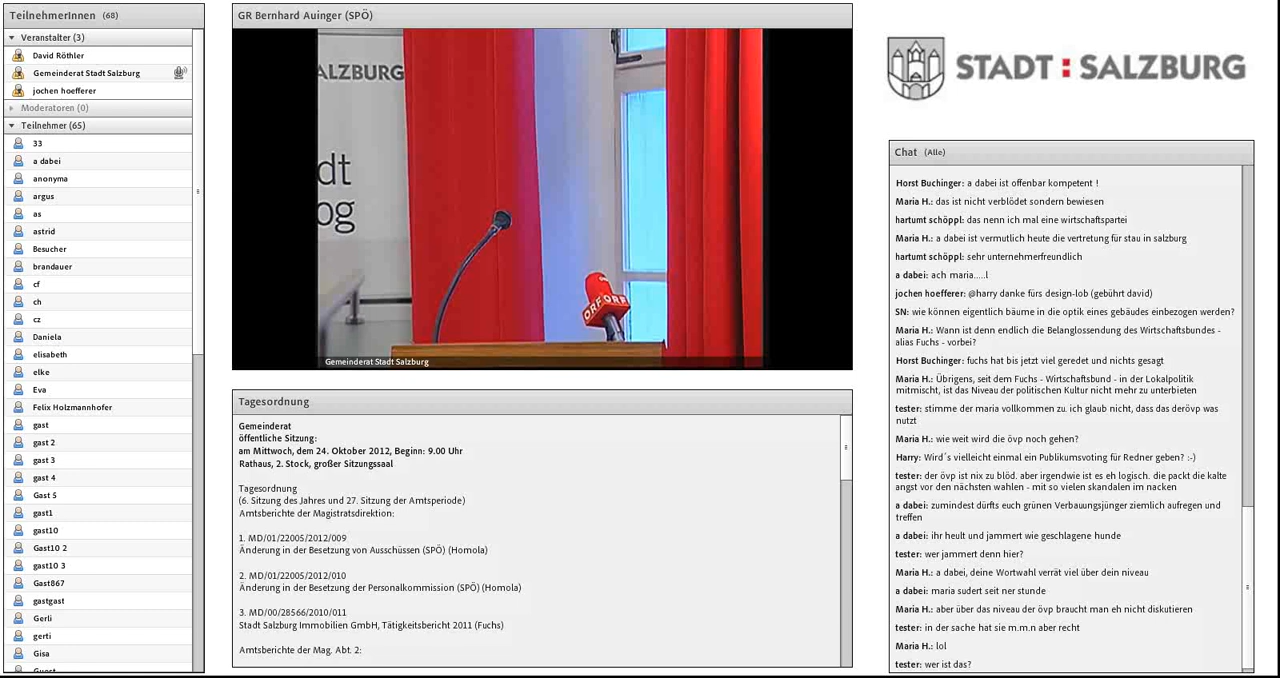 TeilnehmerInnen (68)
Veranstalter (3)
David Röthler
Gemeinderat Stadt Salzburg
jochen hoefferer
Moderatoren (0)
Teilnehmer (65)
33
a dabei
anonyma
argus
as
astrid
Besucher
brandauer
cf
ch
cz
Daniela
elisabeth
elke
Eva
Felix Holzmannhofer
gast
gast 2
gast 3
gast 4
Gast 5
gast1
gast10
Gast10 2
gast10 3
Gast867
gastgast
Gerli
gerti
Gisa
Guest
GR Bernhard Auinger (SPÖ)
ALZBURG
dt
og
ORF ORF
Gemeinderat Stadt Salzburg
Tagesordnung
Gemeinderat
öffentliche Sitzung:
am Mittwoch, dem 24. Oktober 2012, Beginn: 9.00 Uhr
Rathaus, 2. Stock, großer Sitzungssaal
Tagesordnung
(6. Sitzung des Jahres und 27. Sitzung der Amtsperiode)
Amtsberichte der Magistratsdirektion:
1. MD/01/22005/2012/009
Änderung in der Besetzung von Ausschüssen (SPÖ) (Homola)
2. MD/01/22005/2012/010
Änderung in der Besetzung der Personalkommission (SPÖ) (Homola)
3. MD/00/28566/2010/011
Stadt Salzburg Immobilien GmbH, Tätigkeitsbericht 2011 (Fuchs)
Amtsberichte der Mag. Abt. 2:
STADT : SALZBURG
Chat (Alle)
Horst Buchinger: a dabei ist offenbar kompetent !
Maria H.: das ist nicht verblödet sondern bewiesen
hartumt schöppl: das nenn ich mal eine wirtschaftspartei
Maria H.: a dabei ist vermutlich heute die vertretung für stau in salzburg
hartumt schöppl: sehr unternehmerfreundlich
a dabei: ach maria.....l
jochen hoefferer: @harry danke fürs design-lob (gebührt david)
SN: wie können eigentlich bäume in die optik eines gebäudes einbezogen werden?
Maria H.: Wann ist denn endlich die Belanglossendung des Wirtschaftsbundes -
alias Fuchs - vorbei?
Horst Buchinger: fuchs hat bis jetzt viel geredet und nichts gesagt
Maria H.: Übrigens, seit dem Fuchs - Wirtschaftsbund - in der Lokalpolitik
mitmischt, ist das Niveau der politischen Kultur nicht mehr zu unterbieten
tester: stimme der maria vollkommen zu. ich glaub nicht, dass das derövp was
nutzt
Maria H.: wie weit wird die övp noch gehen?
Harry: Wird´s vielleicht einmal ein Publikumsvoting für Redner geben? :-)
tester: der övp ist nix zu blöd. aber irgendwie ist es eh logisch. die packt die kalte
angst vor den nächsten wahlen - mit so vielen skandalen im nacken
a dabei: zumindest dürfts euch grünen Verbauungsjünger ziemlich aufregen und
treffen
a dabei: ihr heult und jammert wie geschlagene hunde
tester: wer jammert denn hier?
Maria H.: a dabei, deine Wortwahl verrät viel über dein niveau
a dabei: maria sudert seit ner stunde
Maria H.: aber über das niveau der övp braucht man eh nicht diskutieren
tester: in der sache hat sie m.m.n aber recht
Maria H.: lol
tester: wer ist das?